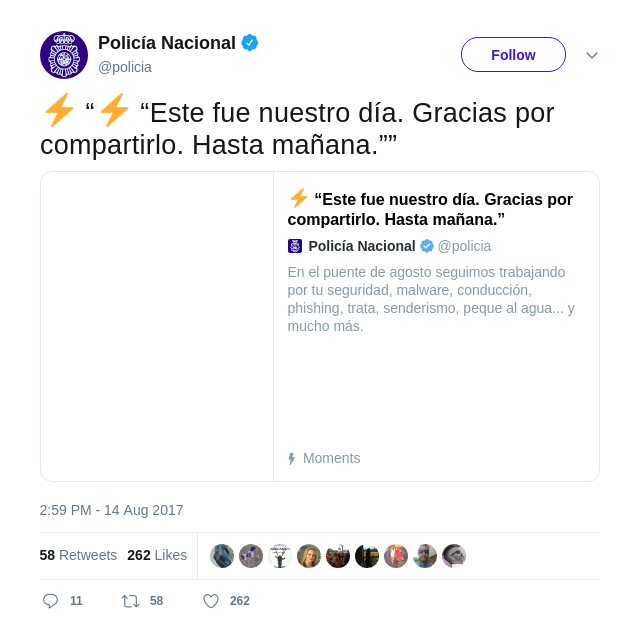 Policía Nacional
@policia
Follow
⚡ “⚡ “Este fue nuestro día. Gracias por
compartirlo. Hasta mañana.””
⚡ “Este fue nuestro día. Gracias por
compartirlo. Hasta mañana.”
Policía Nacional @policia
En el puente de agosto seguimos trabajando
por tu seguridad, malware, conducción,
phishing, trata, senderismo, peque al agua... y
mucho más.
Moments
2:59 PM - 14 Aug 2017
58 Retweets 262 Likes
11 58 262